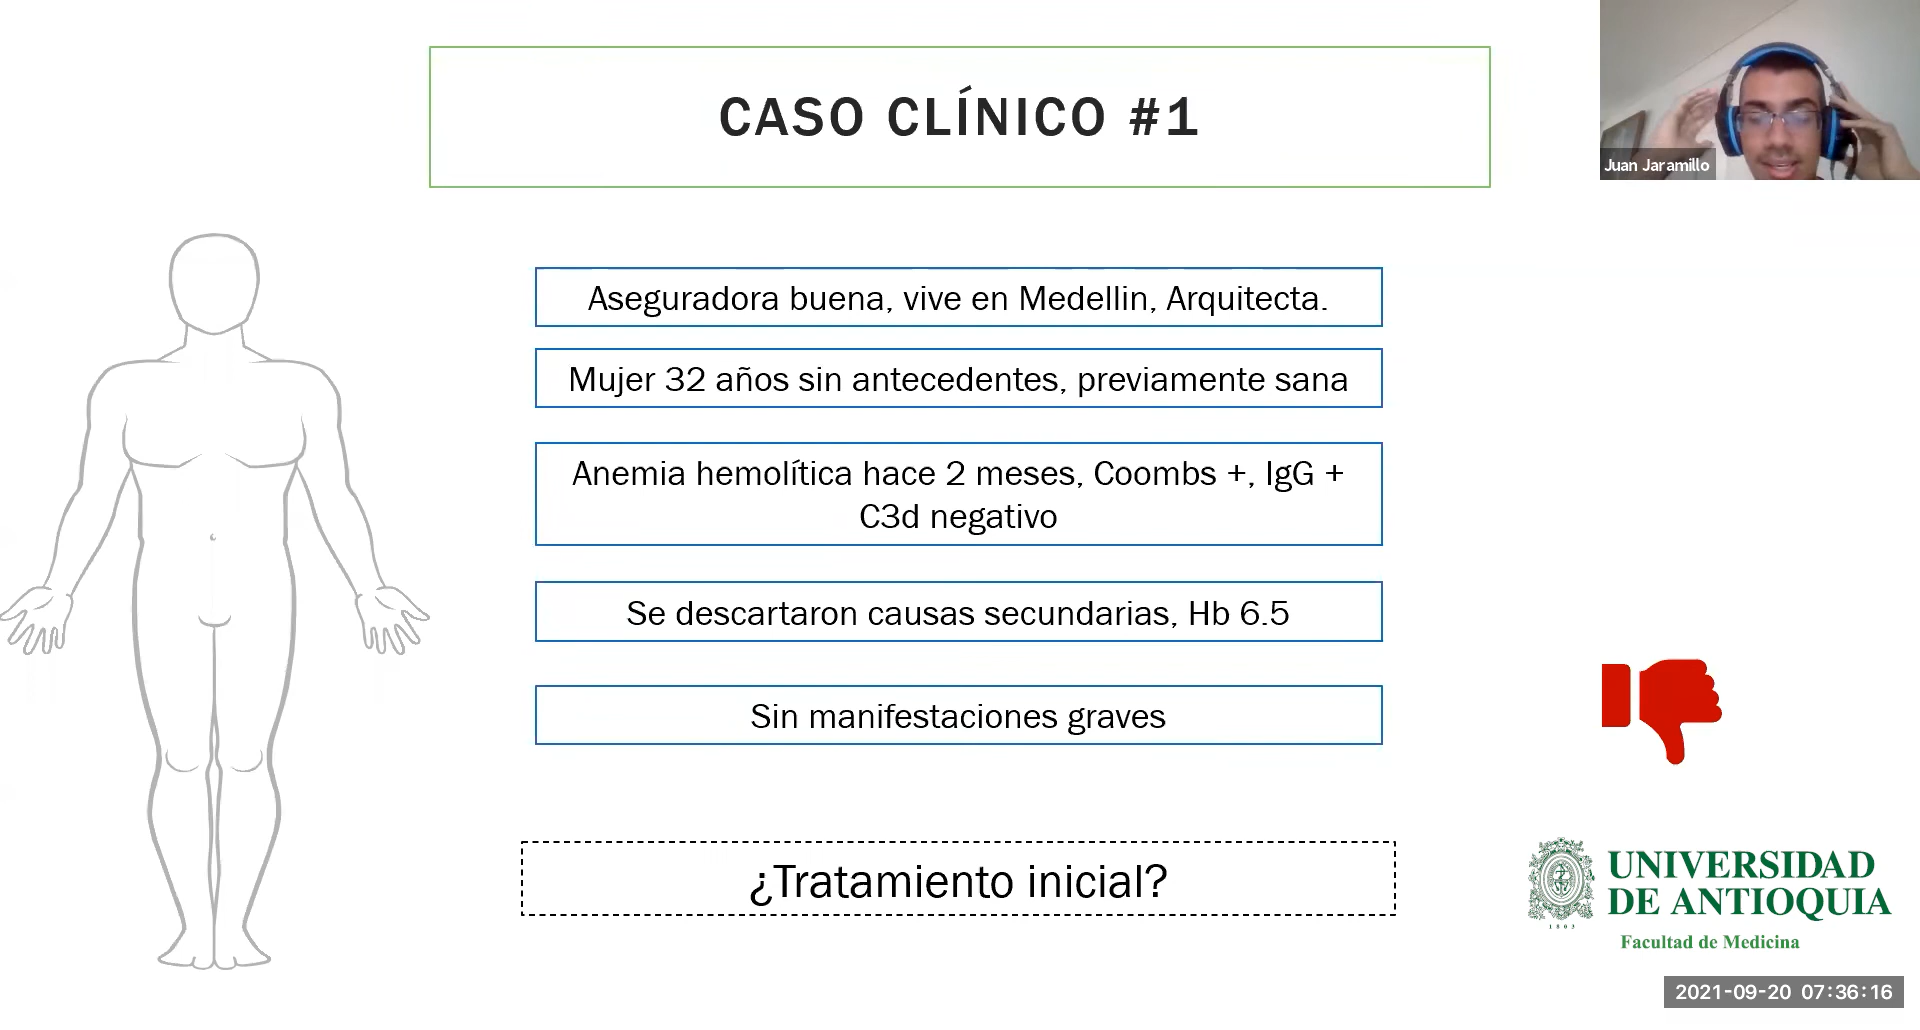 CASO CLÍNICO #1
Juan Jaramillo
Aseguradora buena, vive en Medellin, Arquitecta.
Mujer 32 años sin antecedentes, previamente sana
Anemia hemolítica hace 2 meses, Coombs +, IgG +
C3d negativo
Se descartaron causas secundarias, Hb 6.5
Sin manifestaciones graves
¿Tratamiento inicial?
UNIVERSIDAD
DE ANTIOQUIA
1803
Facultad de Medicina
2021-09-20 07:36:16